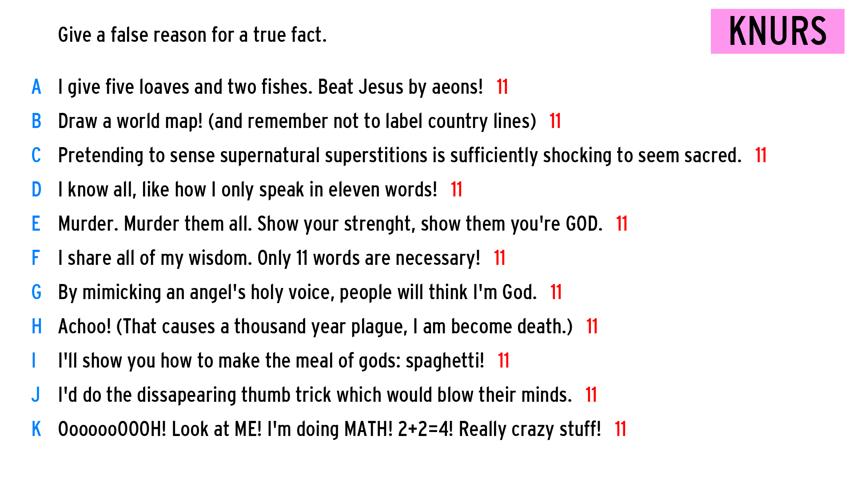 Give a false reason for a true fact.
KNURS
A I give five loaves and two fishes. Beat Jesus by aeons! 11
B Draw a world map! (and remember not to label country lines) 11
C Pretending to sense supernatural superstitions is sufficiently shocking to seem sacred. 11
D I know all, like how I only speak in eleven words! 11
E Murder. Murder them all. Show your strenght, show them you're GOD. 11
F I share all of my wisdom. Only 11 words are necessary! 11
G By mimicking an angel's holy voice, people will think I'm God. 11
H Achoo! (That causes a thousand year plague, I am become death.) 11
I I'll show you how to make the meal of gods: spaghetti! 11
J I'd do the dissapearing thumb trick which would blow their minds. 11
K OoooooOOOH! Look at ME! I'm doing MATH! 2+2=4! Really crazy stuff! 11